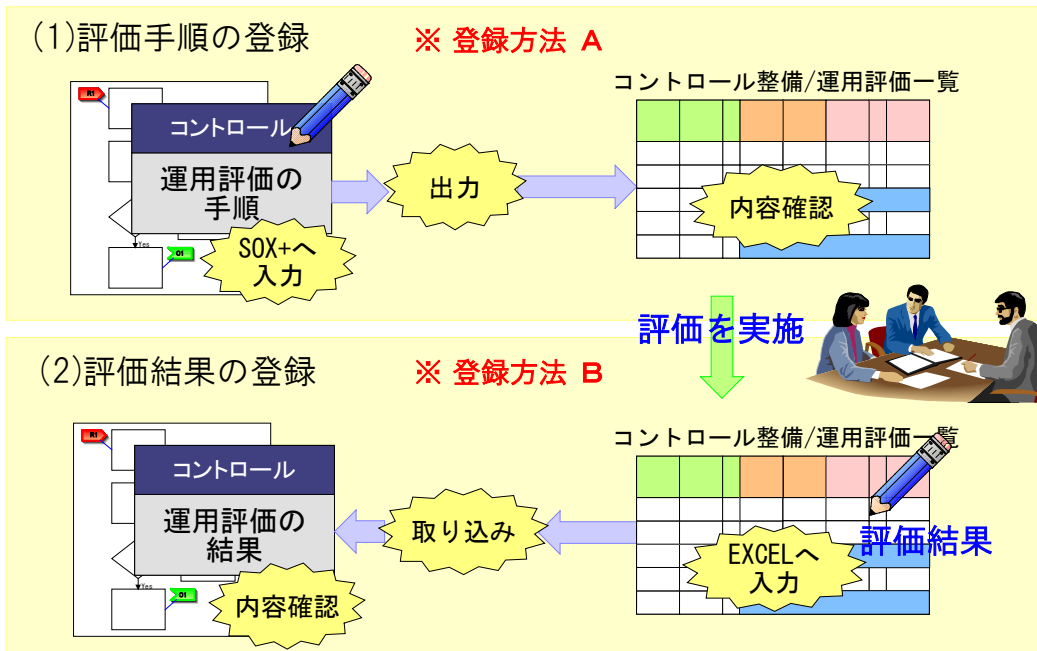 (1)評価手順の登録
※ 登録方法 A
コントロール整備/運用評価一覧
R1
コントロール
運用評価の
手順
出力
内容確認
Yes
O1
SOX+へ
入力
評価を実施
(2)評価結果の登録
※ 登録方法 B
コントロール整備/運用評価一覧
R1
コントロール
運用評価の
結果
取り込み
評価結果
EXCELへ
入力
Yes
O1
内容確認